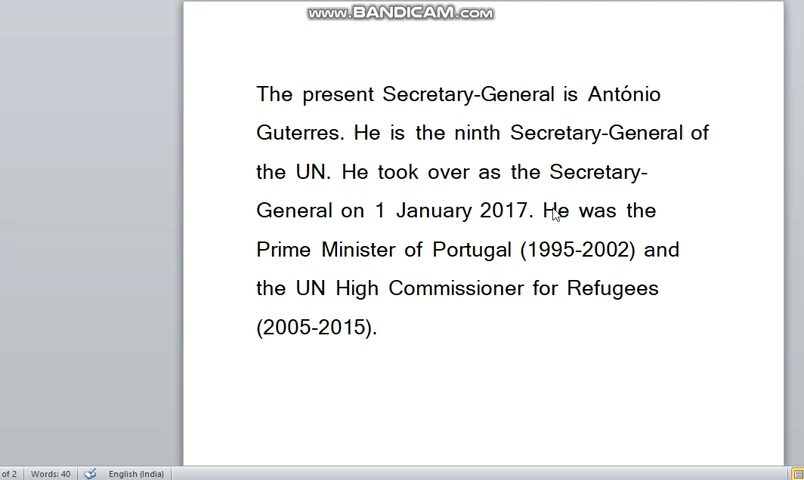 www.BANDICAM.com
The present Secretary-General is António
Guterres. He is the ninth Secretary-General of
the UN. He took over as the Secretary-
General on 1 January 2017. He was the
Prime Minister of Portugal (1995-2002) and
the UN High Commissioner for Refugees
(2005-2015).
of 2 Words: 40 English (India)